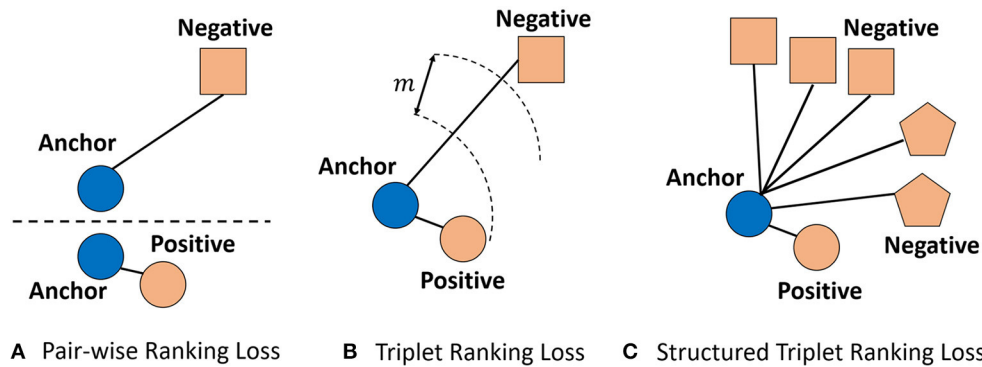 Negative
Anchor
Positive
Anchor
A Pair-wise Ranking Loss
Negative
m
Anchor
Positive
B Triplet Ranking Loss
Negative
Anchor
Negative
Positive
C Structured Triplet Ranking Loss